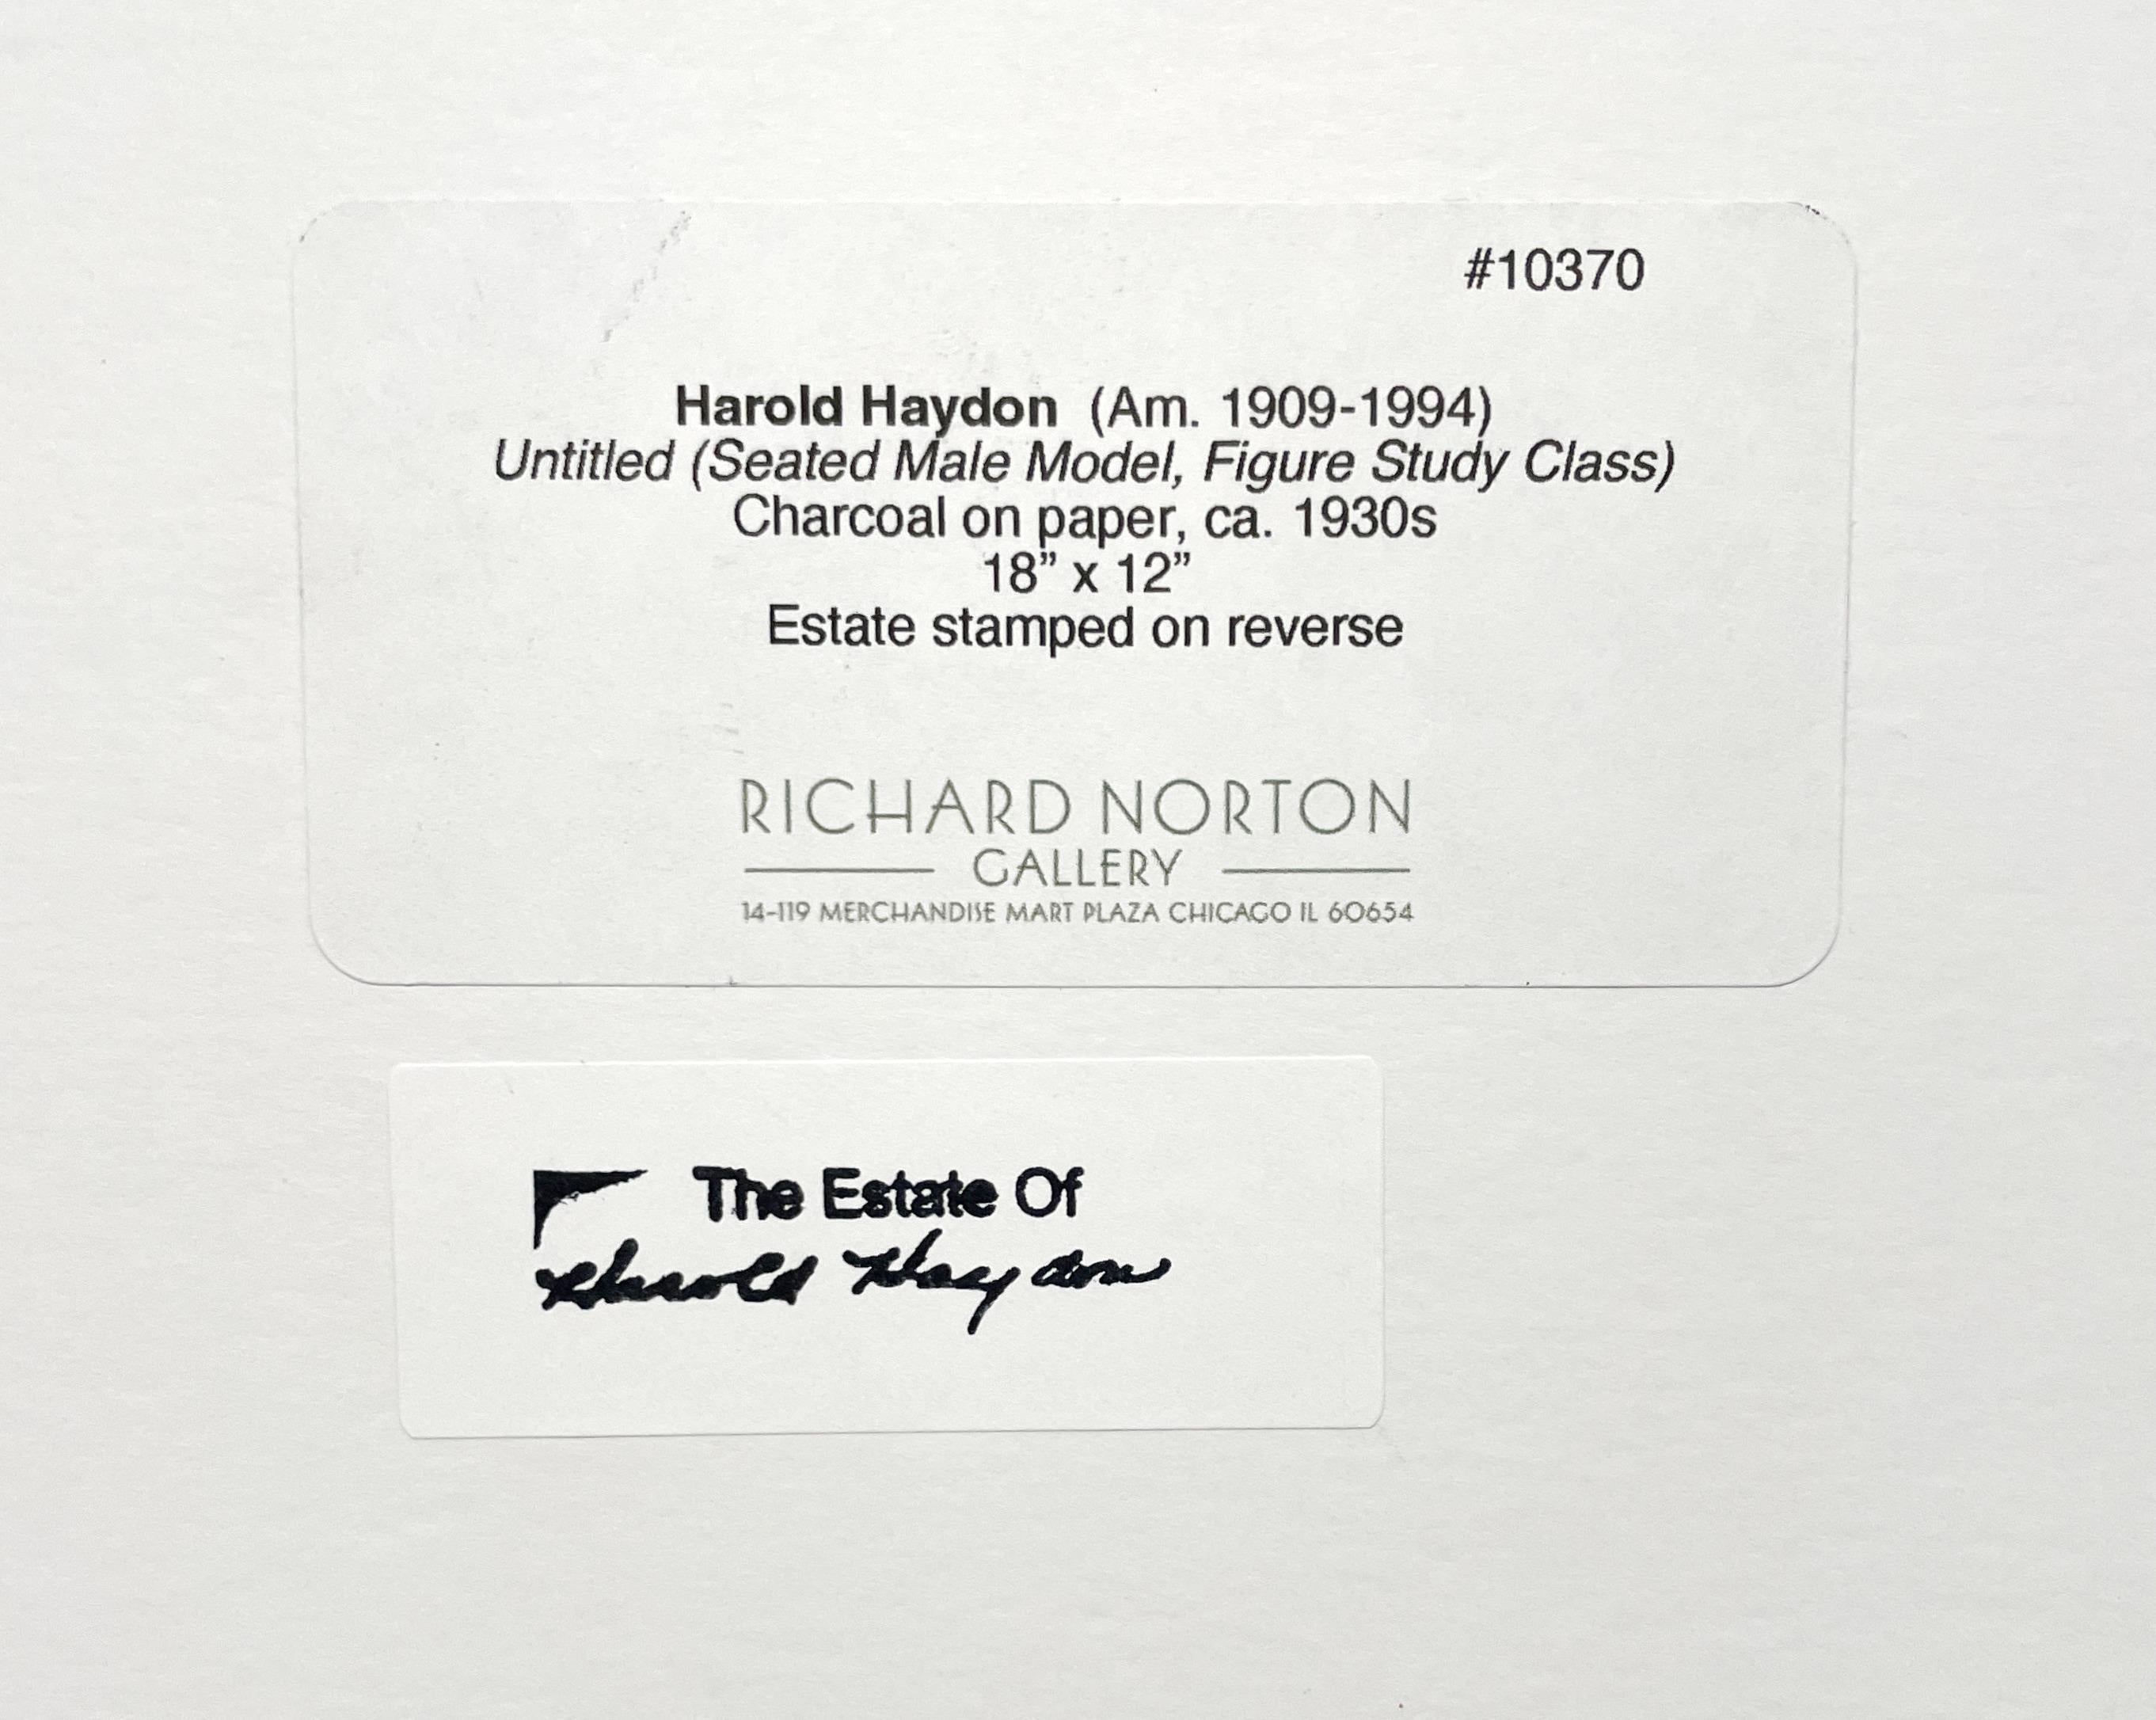 #10370
Harold Haydon (Am. 1909-1994)
Untitled (Seated Male Model, Figure Study Class)
Charcoal on paper, ca. 1930s
18” x 12”
Estate stamped on reverse
RICHARD NORTON
GALLERY
14-119 MERCHANDISE MART PLAZA CHICAGO IL 60654
The Estate Of
Harold Haydon